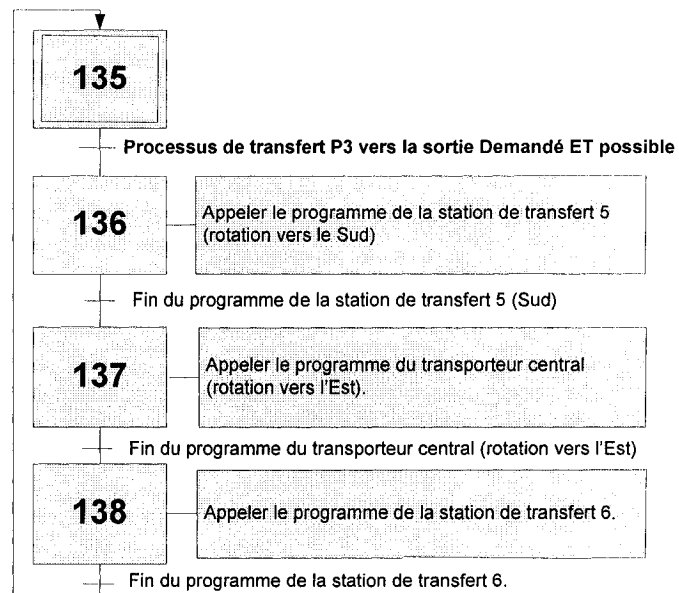 135
Processus de transfert P3 vers la sortie Demandé ET possible
136
Appeler le programme de la station de transfert 5
(rotation vers le Sud)
Fin du programme de la station de transfert 5 (Sud)
137
Appeler le programme du transporteur central
(rotation vers l'Est).
Fin du programme du transporteur central (rotation vers l'Est)
138
Appeler le programme de la station de transfert 6.
Fin du programme de la station de transfert 6.